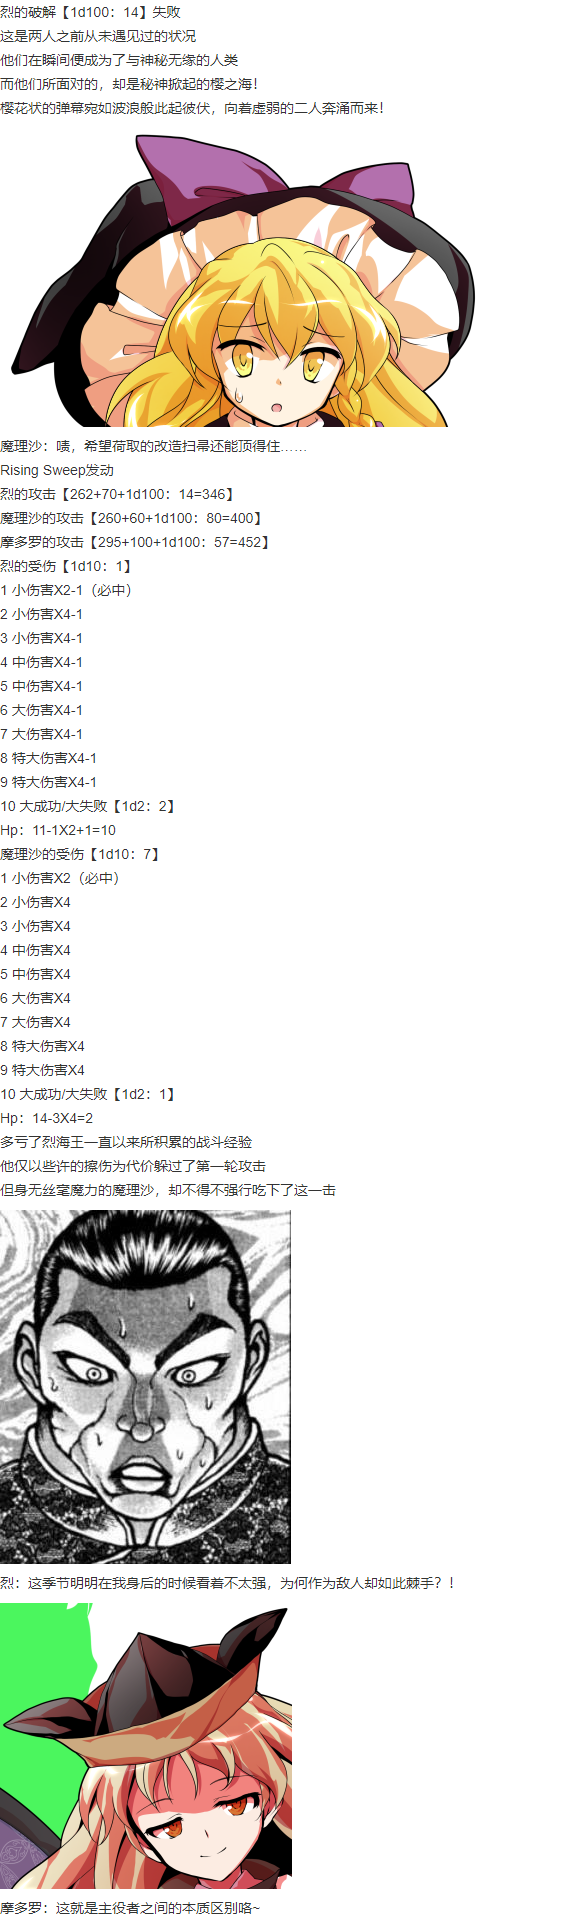 烈的破解【1d100：14】失败
这是两人之前从未遇见过的状况
他们在瞬间便成为了与神秘无缘的人类
而他们所面对的，却是秘神掀起的樱之海！
樱花状的弹幕宛如波浪般此起彼伏，向着虚弱的二人奔涌而来！
魔理沙：啧，希望荷取的改造扫帚还能顶得住……
Rising Sweep发动
烈的攻击【262+70+1d100：14=346】
魔理沙的攻击【260+60+1d100：80=400】
摩多罗的攻击【295+100+1d100：57=452】
烈的受伤【1d10：1】
1 小伤害X2-1（必中）
2 小伤害X4-1
3 小伤害X4-1
4 中伤害X4-1
5 中伤害X4-1
6 大伤害X4-1
7 大伤害X4-1
8 特大伤害X4-1
9 特大伤害X4-1
10 大成功/大失败【1d2：2】
Hp：11-1X2+1=10
魔理沙的受伤【1d10：7】
1 小伤害X2（必中）
2 小伤害X4
3 小伤害X4
4 中伤害X4
5 中伤害X4
6 大伤害X4
7 大伤害X4
8 特大伤害X4
9 特大伤害X4
10 大成功/大失败【1d2：1】
Hp：14-3X4=2
多亏了烈海王一直以来所积累的战斗经验
他仅以些许的擦伤为代价躲过了第一轮攻击
但身无丝毫魔力的魔理沙，却不得不强行吃下了这一击
烈：这季节明明在我身后的时候看着不太强，为何作为敌人却如此棘手？！
摩多罗：这就是主役者之间的本质区别咯~